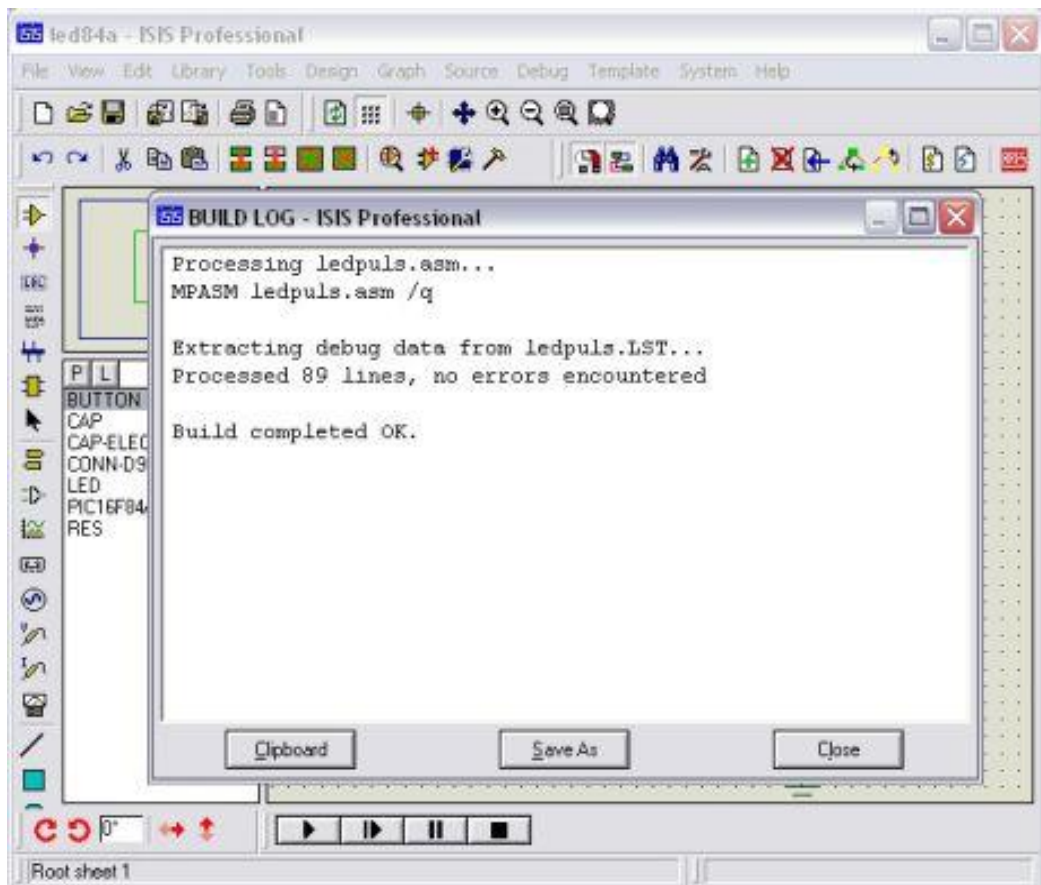 led84a - ISIS Professional
File View Edit Library Tools Design Graph Source Debug Template System Help
BUILD LOG - ISIS Professional
Processing ledpuls.asm...
MPASM ledpuls.asm /q
Extracting debug data from ledpuls.LST...
Processed 89 lines, no errors encountered
Build completed OK.
P L
BUTTON
CAP
CAP-ELEC
CONN-D9
LED
PIC16F84
RES
Clipboard
Save As
Close
0°
Root sheet 1